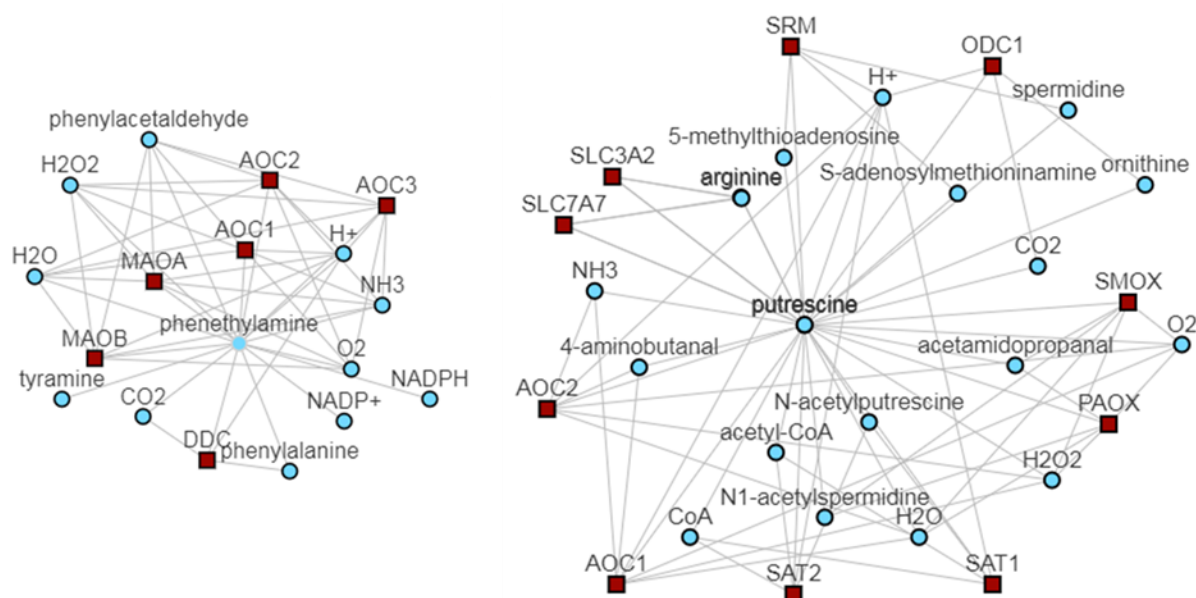 phenylacetaldehyde
H2O2
AOC2
AOC3
AOC1
H+
H2O
MAOA
NH3
phenethylamine
MAOB
O2
tyramine
CO2
NADPH
NADP+
DDC
phenylalanine
SRM
ODC1
H+
spermidine
5-methylthioadenosine
SLC3A2
S-adenosylmethioninamine
ornithine
arginine
SLC7A7
CO2
NH3
SMOX
putrescine
O2
4-aminobutanal
acetamidopropanal
AOC2
N-acetylputrescine
PAOX
acetyl-CoA
H2O2
N1-acetylspermidine
CoA
H2O
AOC1
SAT2
SAT1